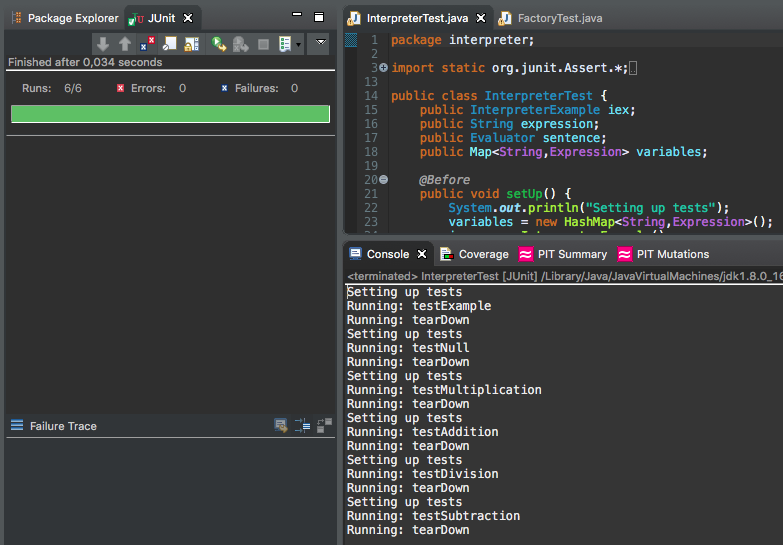 Package Explorer JUnit
Finished after 0,034 seconds
Runs: 6/6 Errors: 0 Failures: 0
Failure Trace
InterpreterTest.java FactoryTest.java
1 package interpreter;
2
3 import static org.junit.Assert.*;
13
14 public class InterpreterTest {
15 public InterpreterExample iex;
16 public String expression;
17 public Evaluator sentence;
18 public Map<String,Expression> variables;
19
20 @Before
21 public void setUp() {
22 System.out.println("Setting up tests");
23 variables = new HashMap<String,Expression>();
Console Coverage PIT Summary PIT Mutations
<terminated> InterpreterTest [JUnit] /Library/Java/JavaVirtualMachines/jdk1.8.0_16
Setting up tests
Running: testExample
Running: tearDown
Setting up tests
Running: testNull
Running: tearDown
Setting up tests
Running: testMultiplication
Running: tearDown
Setting up tests
Running: testAddition
Running: tearDown
Setting up tests
Running: testDivision
Running: tearDown
Setting up tests
Running: testSubtraction
Running: tearDown